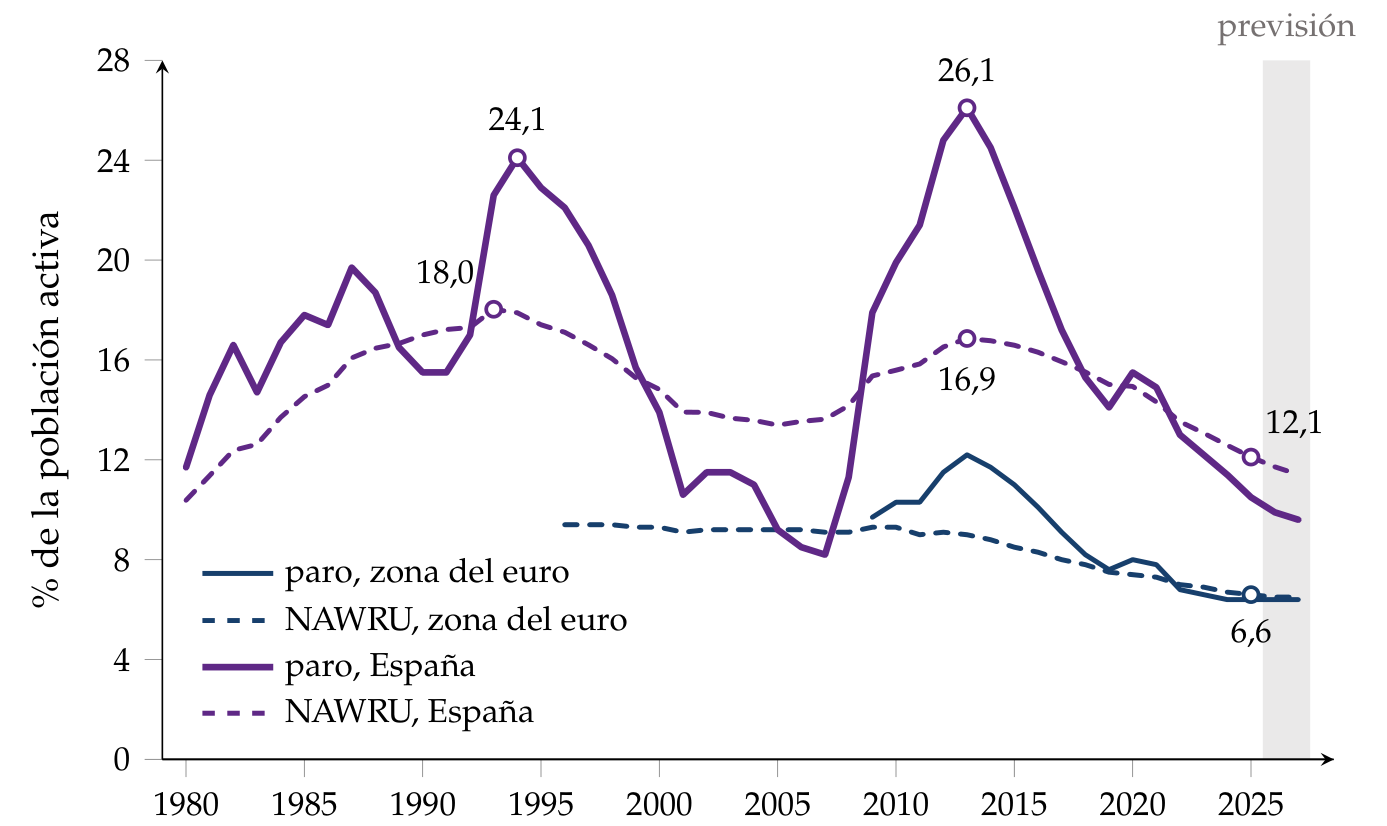 previsión
28
24
20
16
12
8
4
0
% de la población activa
24,1
26,1
18,0
16,9
12,1
6,6
paro, zona del euro
NAWRU, zona del euro
paro, España
NAWRU, España
1980 1985 1990 1995 2000 2005 2010 2015 2020 2025